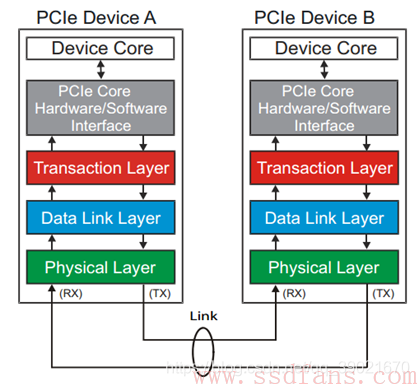 PCIe Device A
Device Core
PCIe Core
Hardware/Software
Interface
Transaction Layer
Data Link Layer
Physical Layer
(RX)
(TX)
PCIe Device B
Device Core
PCIe Core
Hardware/Software
Interface
Transaction Layer
Data Link Layer
Physical Layer
(RX)
(TX)
Link
www.ssdfans.com